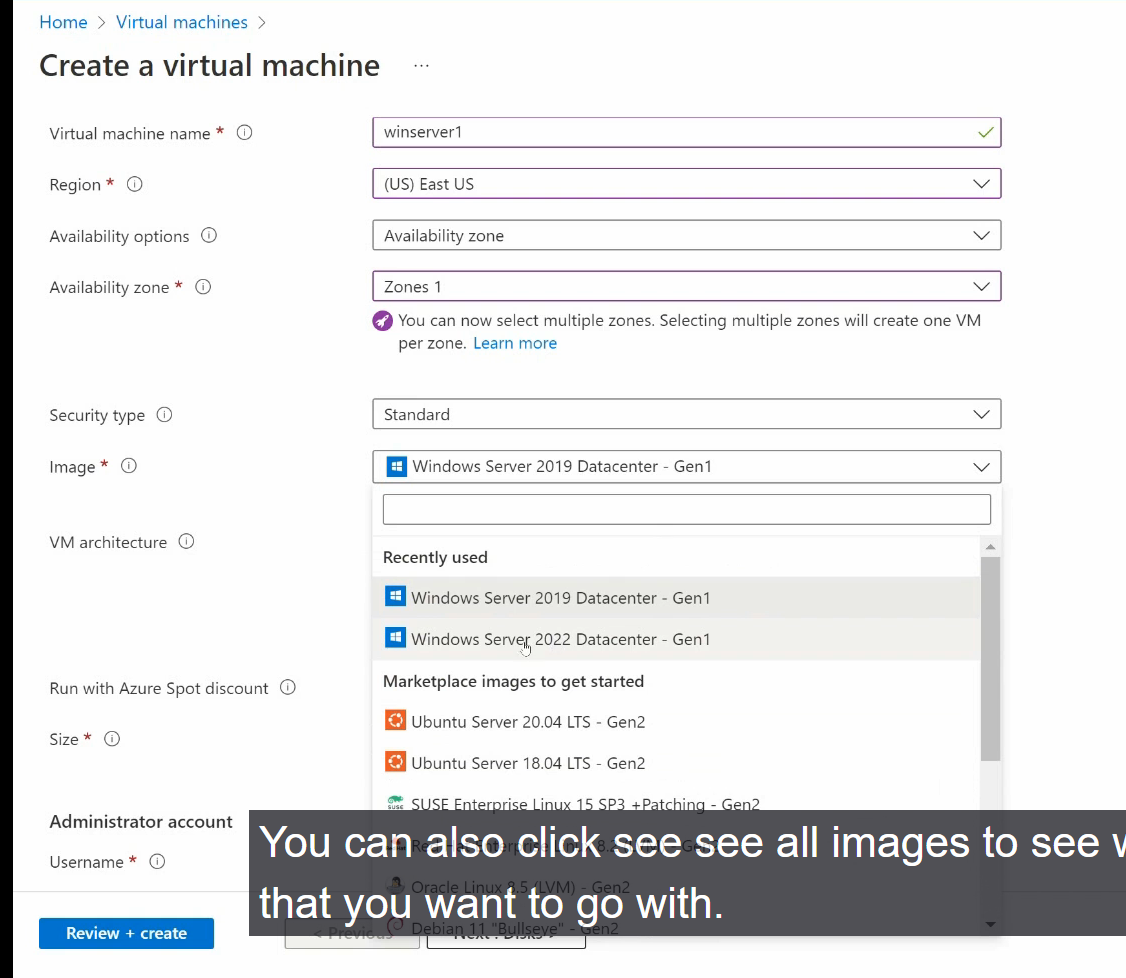 Home > Virtual machines >
Create a virtual machine ...
Virtual machine name *
winserver1
Region *
(US) East US
Availability options
Availability zone
Availability zone *
Zones 1
You can now select multiple zones. Selecting multiple zones will create one VM
per zone. Learn more
Security type
Standard
Image *
Windows Server 2019 Datacenter - Gen1
VM architecture
Recently used
Windows Server 2019 Datacenter - Gen1
Windows Server 2022 Datacenter - Gen1
Marketplace images to get started
Run with Azure Spot discount
Ubuntu Server 20.04 LTS - Gen2
Size *
Ubuntu Server 18.04 LTS - Gen2
SUSE Enterprise Linux 15 SP3 +Patching - Gen2
Administrator account
Username *
You can also click see see all images to see
that you want to go with.
Oracle Linux 8.5 (LVM) - Gen2
Debian 11 "Bullseye" - Gen2
Review + create
< Previous
Next : Disks >